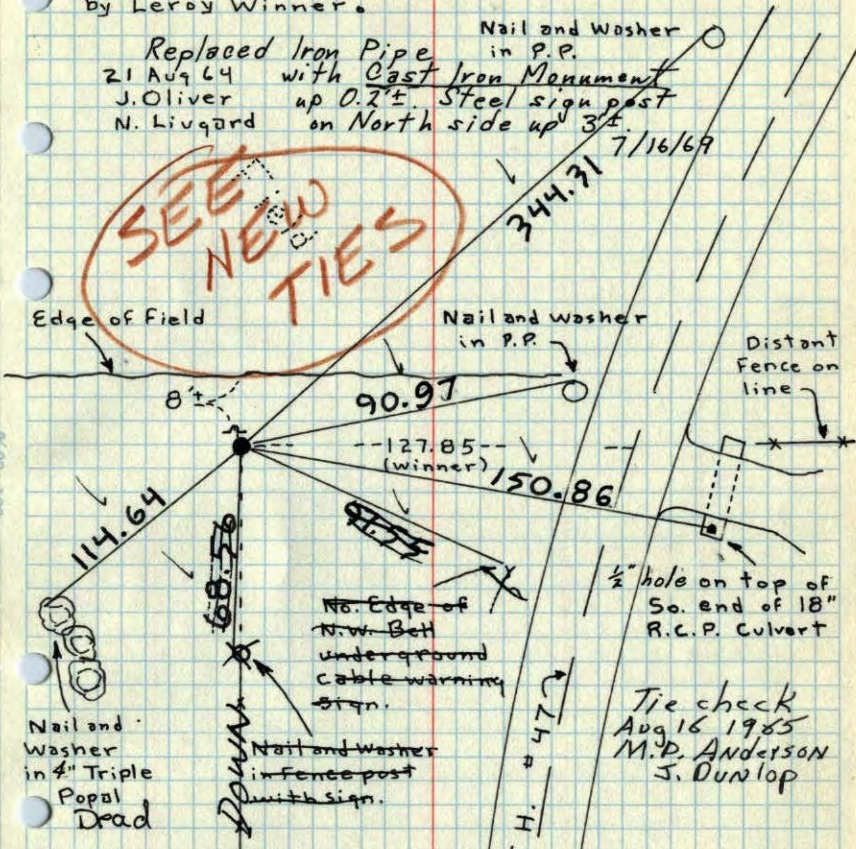 by Leroy Winner.
Replaced Iron Pipe
21 Aug 64 with Cast Iron Monument
J. Oliver up 0.2'± Steel sign post
N. Livgard on North side up 3'±
7/16/69
Nail and Washer
in P.P.
344.31
SEE
NEW
TIES
Edge of Field
Nail and Washer
in P.P.
Distant
Fence on
line
8'±
90.97
127.85
(Winner)
150.86
114.64
68.56
91.55
½" hole on top of
So. end of 18"
R.C.P. Culvert
No. Edge of
N.W. Bell
underground
cable warning
sign.
Nail and
Washer
in 4" Triple
Popal
Dead
DOWN
Nail and Washer
in fence post
with sign.
H. #47
Tie check
Aug 16 1965
M.D. Anderson
J. Dunlop